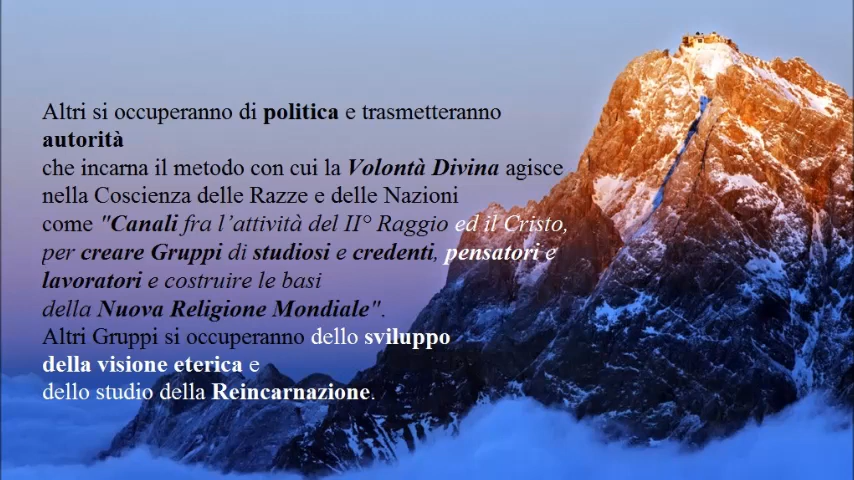 Altri si occuperanno di politica e trasmetteranno
autorità
che incarna il metodo con cui la Volontà Divina agisce
nella Coscienza delle Razze e delle Nazioni
come "Canali fra l’attività del II° Raggio ed il Cristo,
per creare Gruppi di studiosi e credenti, pensatori e
lavoratori e costruire le basi
della Nuova Religione Mondiale".
Altri Gruppi si occuperanno dello sviluppo
della visione eterica e
dello studio della Reincarnazione.